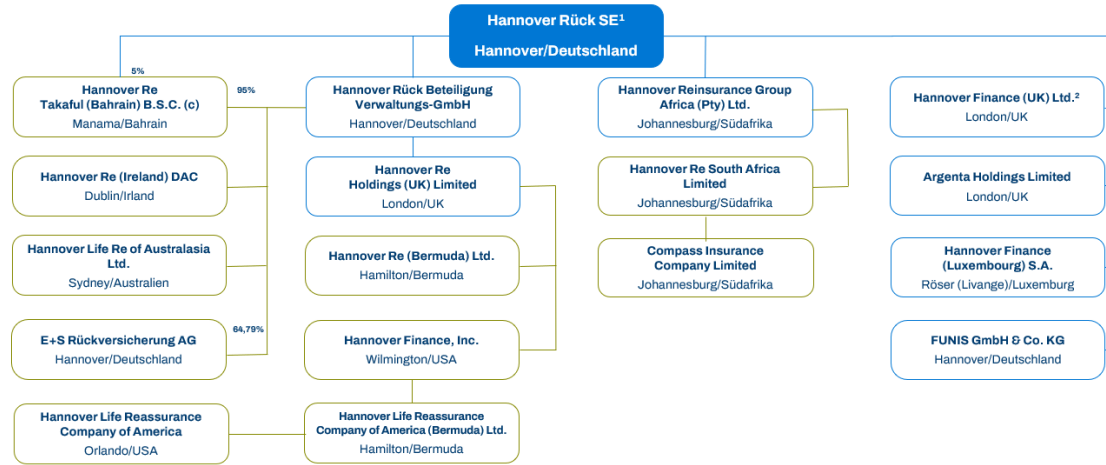 Hannover Rück SE¹
Hannover/Deutschland
5%
Hannover Re
Takaful (Bahrain) B.S.C. (c)
Manama/Bahrain
95%
Hannover Rück Beteiligung
Verwaltungs-GmbH
Hannover/Deutschland
Hannover Reinsurance Group
Africa (Pty) Ltd.
Johannesburg/Südafrika
Hannover Finance (UK) Ltd.²
London/UK
Hannover Re (Ireland) DAC
Dublin/Irland
Hannover Re
Holdings (UK) Limited
London/UK
Hannover Re South Africa
Limited
Johannesburg/Südafrika
Argenta Holdings Limited
London/UK
Hannover Life Re of Australasia
Ltd.
Sydney/Australien
Hannover Re (Bermuda) Ltd.
Hamilton/Bermuda
Compass Insurance
Company Limited
Johannesburg/Südafrika
Hannover Finance
(Luxembourg) S.A.
Röser (Livange)/Luxemburg
E+S Rückversicherung AG
Hannover/Deutschland
64,79%
Hannover Finance, Inc.
Wilmington/USA
FUNIS GmbH & Co. KG
Hannover/Deutschland
Hannover Life Reassurance
Company of America
Orlando/USA
Hannover Life Reassurance
Company of America (Bermuda) Ltd.
Hamilton/Bermuda